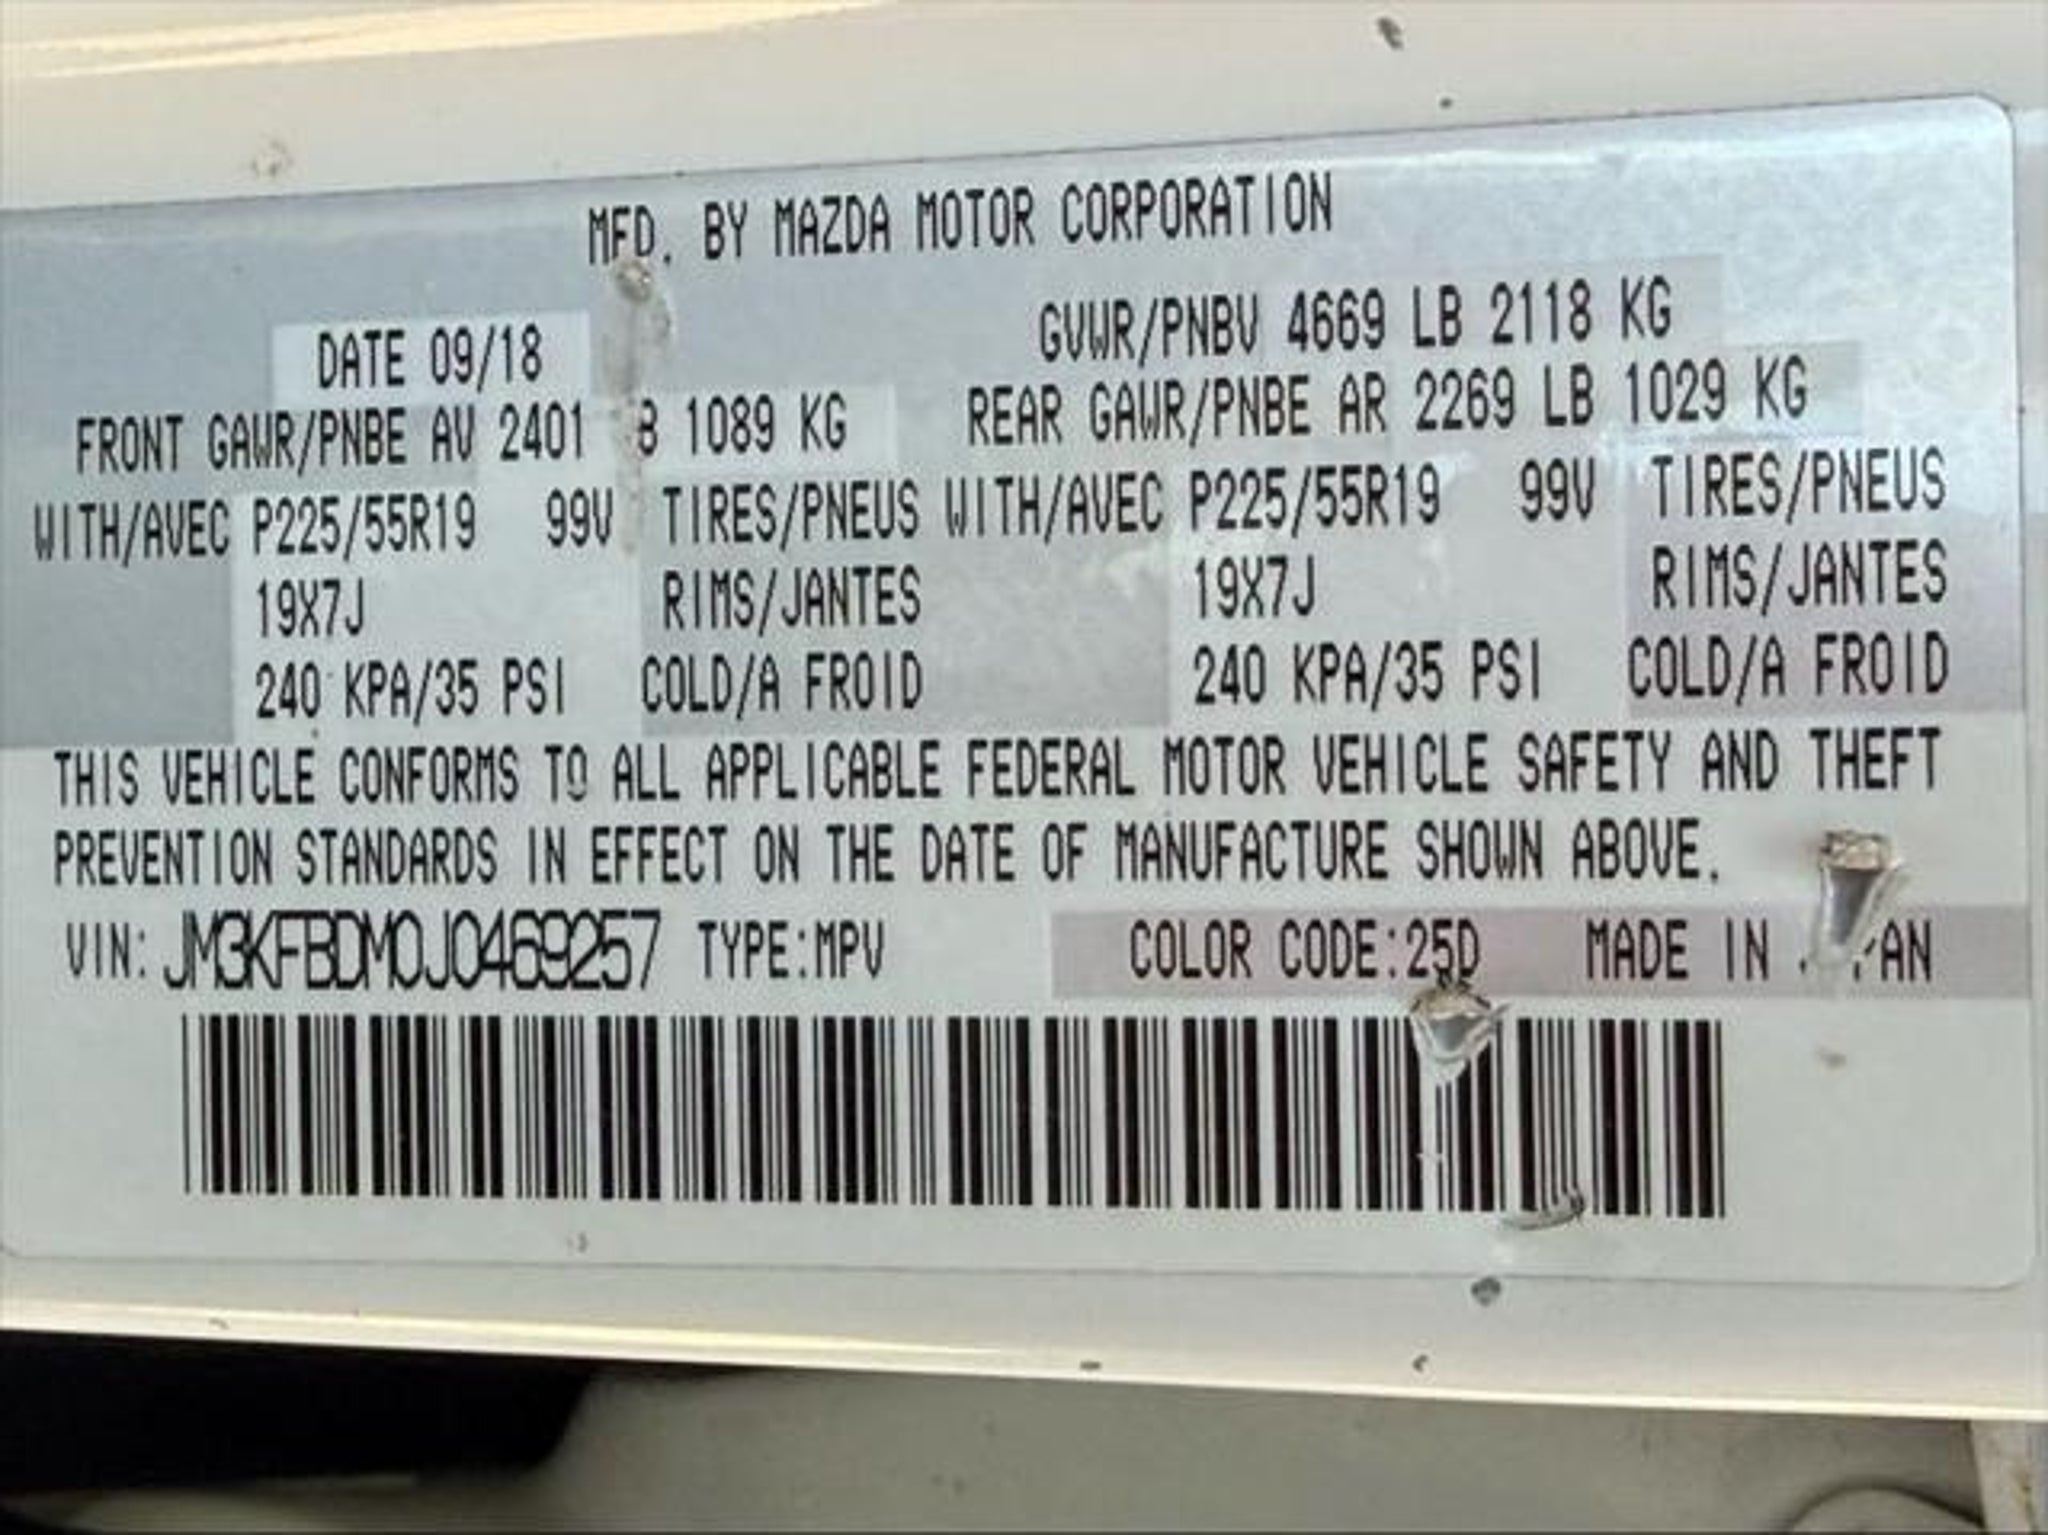 MFD. BY MAZDA MOTOR CORPORATION
DATE 09/18 GVWR/PNBV 4669 LB 2118 KG
FRONT GAWR/PNBE AV 2401 B 1089 KG REAR GAWR/PNBE AR 2269 LB 1029 KG
WITH/AVEC P225/55R19 99V TIRES/PNEUS WITH/AVEC P225/55R19 99V TIRES/PNEUS
19X7J RIMS/JANTES 19X7J RIMS/JANTES
240 KPA/35 PSI COLD/A FROID 240 KPA/35 PSI COLD/A FROID
THIS VEHICLE CONFORMS TO ALL APPLICABLE FEDERAL MOTOR VEHICLE SAFETY AND THEFT
PREVENTION STANDARDS IN EFFECT ON THE DATE OF MANUFACTURE SHOWN ABOVE.
VIN: JM3KFBDM0J0469257 TYPE:MPV COLOR CODE:25D MADE IN